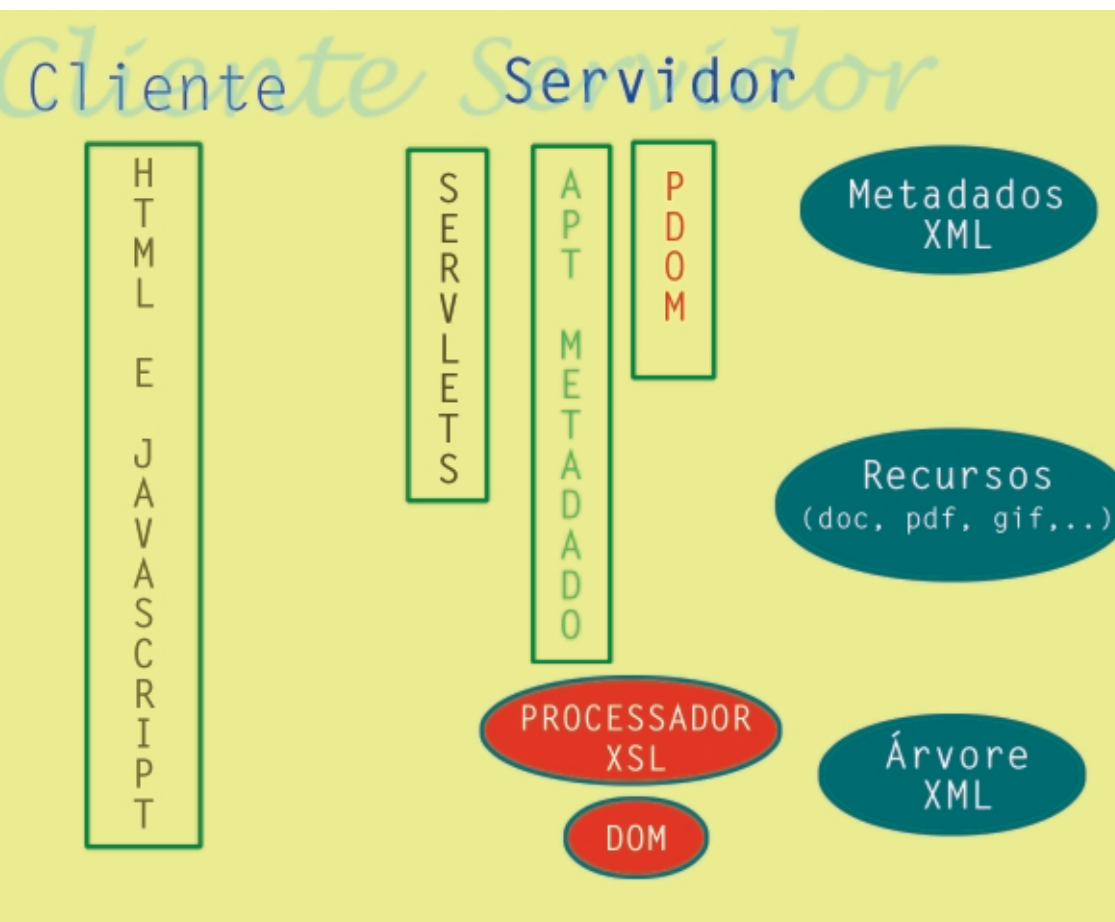 Cliente Servidor
Cliente
Servidor
HTML E JAVASCRIPT
SERVLETS
APT METADADO
PDOM
Metadados
XML
Recursos
(doc, pdf, gif,..)
PROCESSADOR
XSL
DOM
Árvore
XML